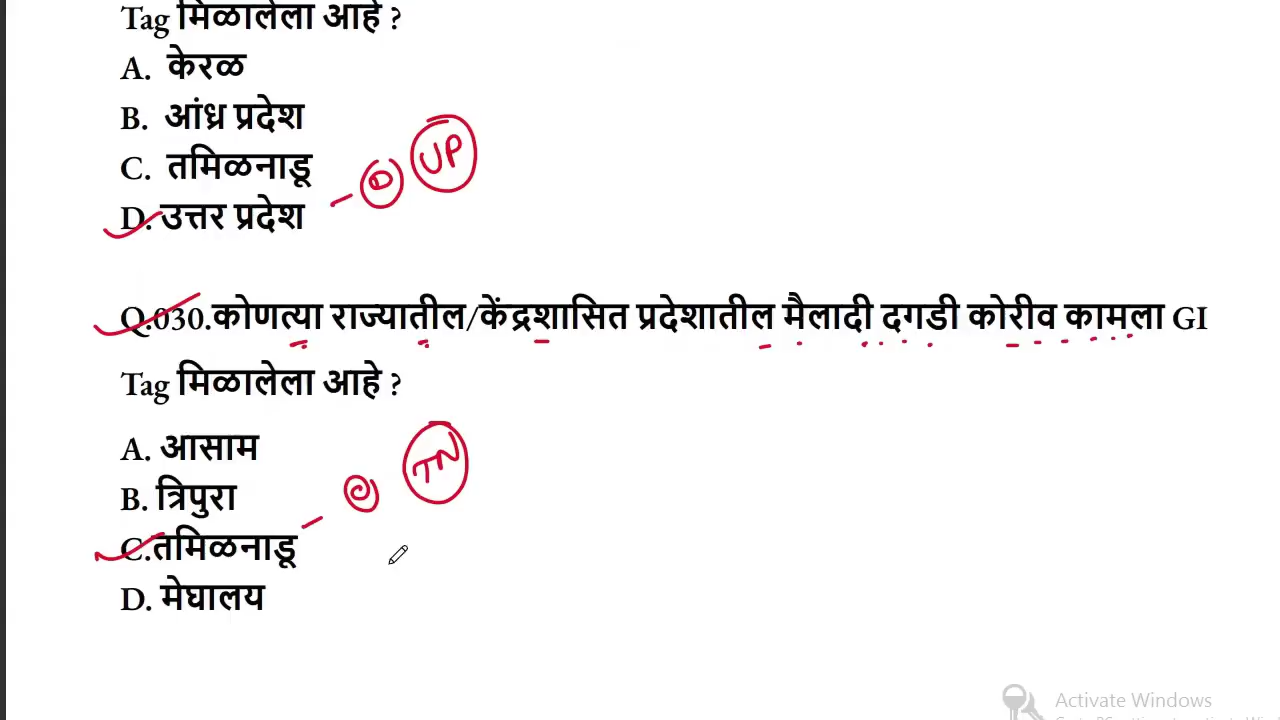 Tag मिळालेला आहे ?
A. केरळ
B. आंध्र प्रदेश
C. तमिळनाडू
D. उत्तर प्रदेश
D
UP
Q.030.कोणत्या राज्यातील/केंद्रशासित प्रदेशातील मैलादी दगडी कोरीव कामला GI
Tag मिळालेला आहे ?
A. आसाम
B. त्रिपुरा
C.तमिळनाडू
C
TN
D. मेघालय
Activate Windows